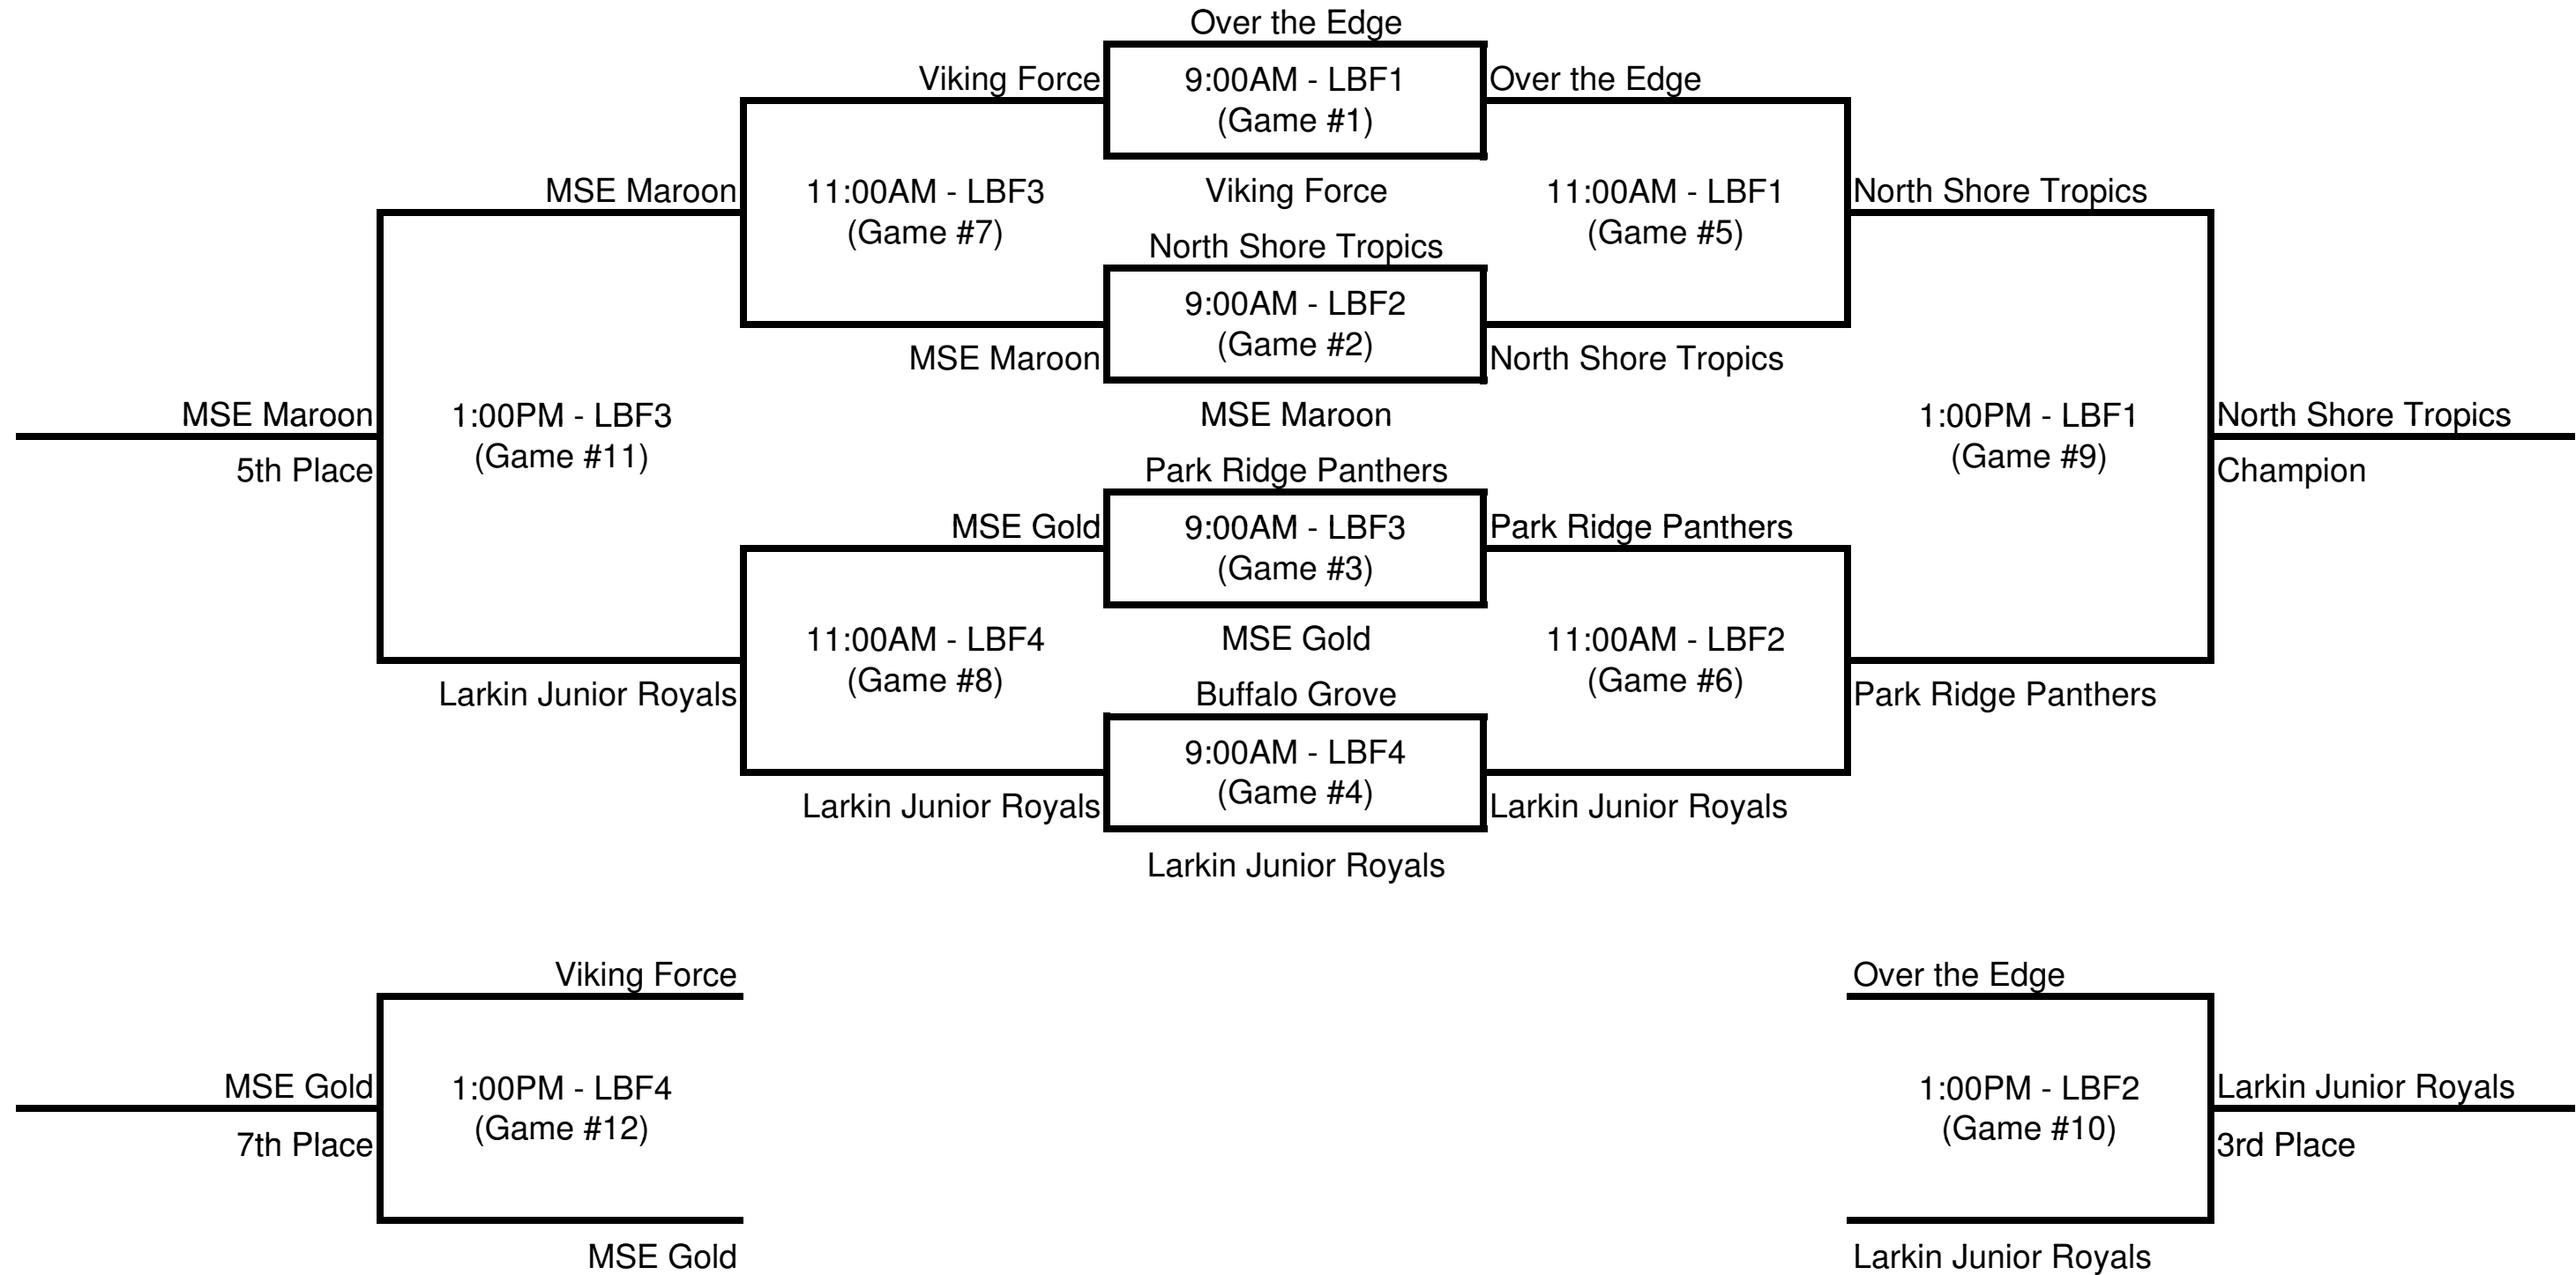 Over the Edge
Viking Force
9:00AM - LBF1
(Game #1)
Over the Edge
MSE Maroon
11:00AM - LBF3
(Game #7)
Viking Force
11:00AM - LBF1
(Game #5)
North Shore Tropics
North Shore Tropics
MSE Maroon
9:00AM - LBF2
(Game #2)
North Shore Tropics
MSE Maroon
5th Place
1:00PM - LBF3
(Game #11)
MSE Maroon
1:00PM - LBF1
(Game #9)
North Shore Tropics
Champion
Park Ridge Panthers
MSE Gold
9:00AM - LBF3
(Game #3)
Park Ridge Panthers
Larkin Junior Royals
11:00AM - LBF4
(Game #8)
MSE Gold
Buffalo Grove
11:00AM - LBF2
(Game #6)
Park Ridge Panthers
Larkin Junior Royals
9:00AM - LBF4
(Game #4)
Larkin Junior Royals
Larkin Junior Royals
Viking Force
Over the Edge
MSE Gold
7th Place
1:00PM - LBF4
(Game #12)
1:00PM - LBF2
(Game #10)
Larkin Junior Royals
3rd Place
MSE Gold
Larkin Junior Royals